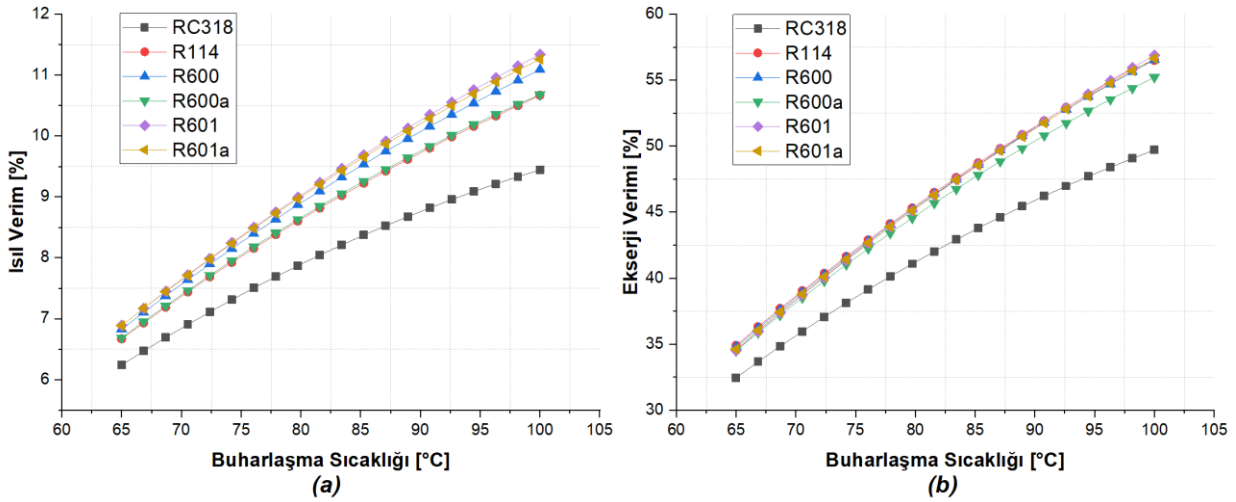 12
11
10
9
8
7
6
Isıl Verim [%]
RC318
R114
R600
R600a
R601
R601a
60 65 70 75 80 85 90 95 100 105
Buharlaşma Sıcaklığı [°C]
(a)
60
55
50
45
40
35
30
Ekserji Verimi [%]
RC318
R114
R600
R600a
R601
R601a
60 65 70 75 80 85 90 95 100 105
Buharlaşma Sıcaklığı [°C]
(b)